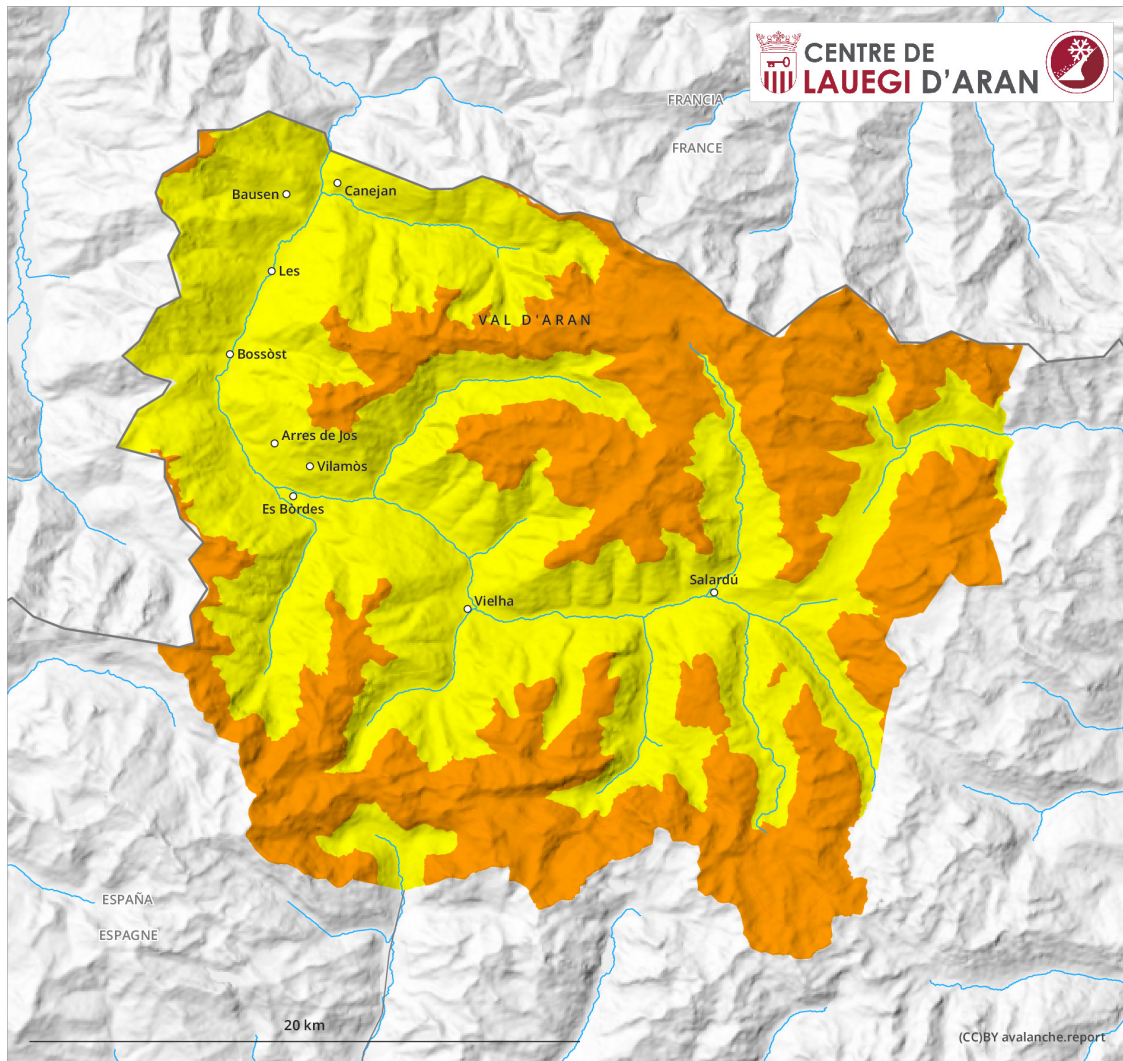 CENTRE DE
LAUEGI D'ARAN
FRANCIA
FRANCE
Bausen
Canejan
Les
VAL D'ARAN
Bossòst
Arres de Jos
Vilamòs
Es Bòrdes
Salardú
Vielha
ESPAÑA
ESPAGNE
20 km
(CC)BY avalanche.report